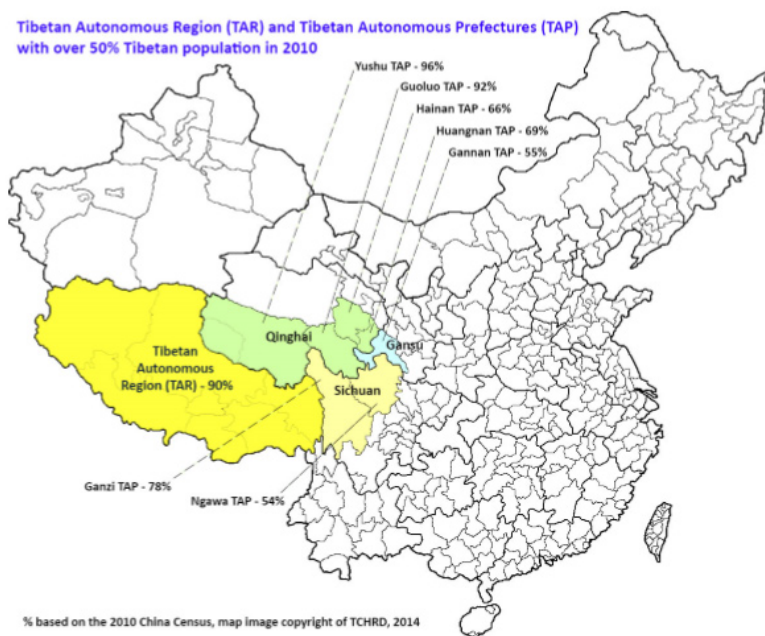 Tibetan Autonomous Region (TAR) and Tibetan Autonomous Prefectures (TAP)
with over 50% Tibetan population in 2010
Yushu TAP - 96%
Guoluo TAP - 92%
Hainan TAP - 66%
Huangnan TAP - 69%
Gannan TAP - 55%
Qinghai
Gansu
Tibetan
Autonomous
Region (TAR) - 90%
Sichuan
Ganzi TAP - 78%
Ngawa TAP - 54%
% based on the 2010 China Census, map image copyright of TCHRD, 2014